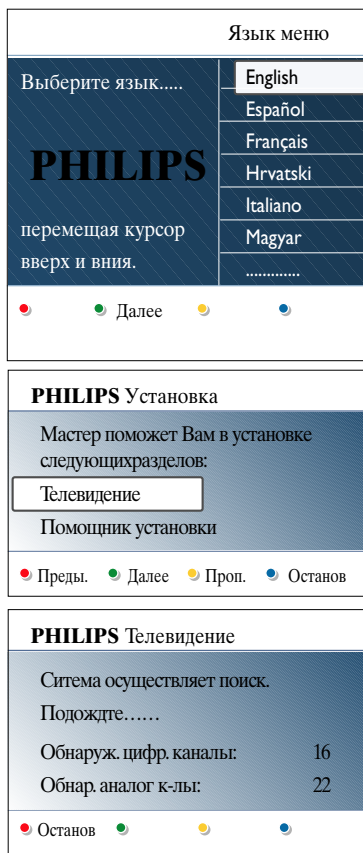 Язык меню
Выберите язык.....
English
Español
Français
PHILIPS
Hrvatski
Italiano
перемещая курсор
Magyar
вверх и вния.
.............
Далее
PHILIPS Установка
Мастер поможет Вам в установке
следующихразделов:
Телевидение
Помощник установки
Преды. Далее Проп. Останов
PHILIPS Телевидение
Ситема осуществляет поиск.
Подождте……
Обнаруж. цифр. каналы: 16
Обнар. аналог к-лы: 22
Останов